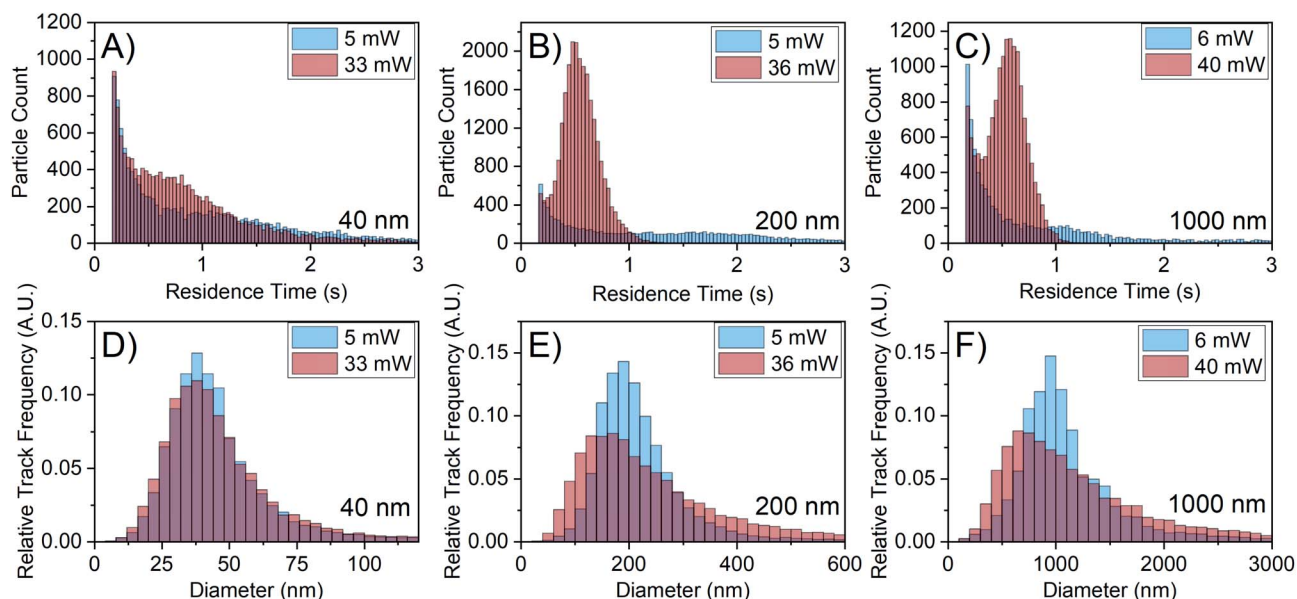 A)
5 mW
33 mW
40 nm
1200
1000
800
600
400
200
0
Particle Count
0 1 2 3
Residence Time (s)
B)
5 mW
36 mW
200 nm
2000
1600
1200
800
400
0
Particle Count
0 1 2 3
Residence Time (s)
C)
6 mW
40 mW
1000 nm
1200
1000
800
600
400
200
0
Particle Count
0 1 2 3
Residence Time (s)
D)
5 mW
33 mW
40 nm
0.15
0.10
0.05
0.00
Relative Track Frequency (A.U.)
0 25 50 75 100
Diameter (nm)
E)
5 mW
36 mW
200 nm
0.15
0.10
0.05
0.00
Relative Track Frequency (A.U.)
0 200 400 600
Diameter (nm)
F)
6 mW
40 mW
1000 nm
0.15
0.10
0.05
0.00
Relative Track Frequency (A.U.)
0 1000 2000 3000
Diameter (nm)